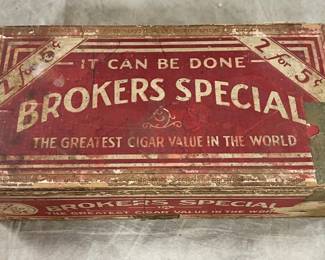 2 for 5¢
2 for 5¢
IT CAN BE DONE
BROKERS SPECIAL
THE GREATEST CIGAR VALUE IN THE WORLD
BROKERS SPECIAL
THE GREATEST CIGAR VALUE IN THE WORLD